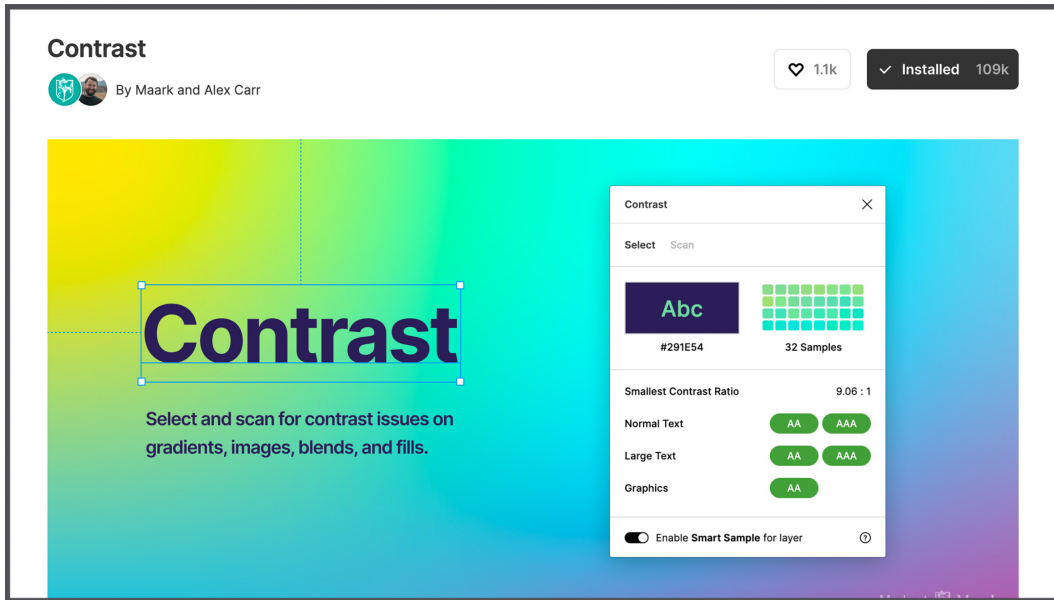 Contrast
By Maark and Alex Carr
1.1k
Installed 109k
Contrast
Select and scan for contrast issues on
gradients, images, blends, and fills.
Contrast
Select Scan
Abc
#291E54 32 Samples
Smallest Contrast Ratio 9.06 : 1
Normal Text AA AAA
Large Text AA AAA
Graphics AA
Enable Smart Sample for layer ?